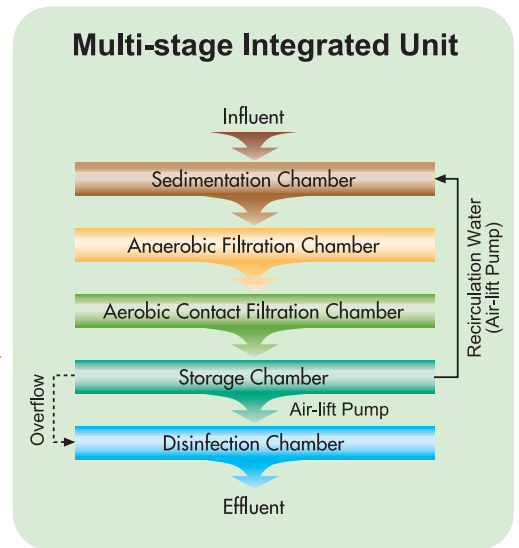 Multi-stage Integrated Unit
Influent
Sedimentation Chamber
Anaerobic Filtration Chamber
Aerobic Contact Filtration Chamber
Storage Chamber
Air-lift Pump
Disinfection Chamber
Effluent
Overflow
Recirculation Water
(Air-lift Pump)